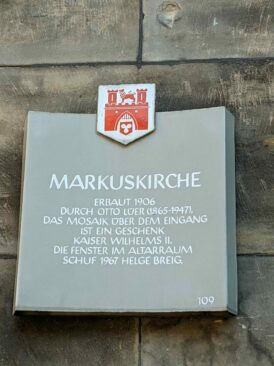 MARKUSKIRCHE
ERBAUT 1906
DURCH OTTO LÜER (1865-1947).
DAS MOSAIK ÜBER DEM EINGANG
IST EIN GESCHENK
KAISER WILHELMS II.
DIE FENSTER IM ALTARRAUM
SCHUF 1967 HELGE BREIG.
109